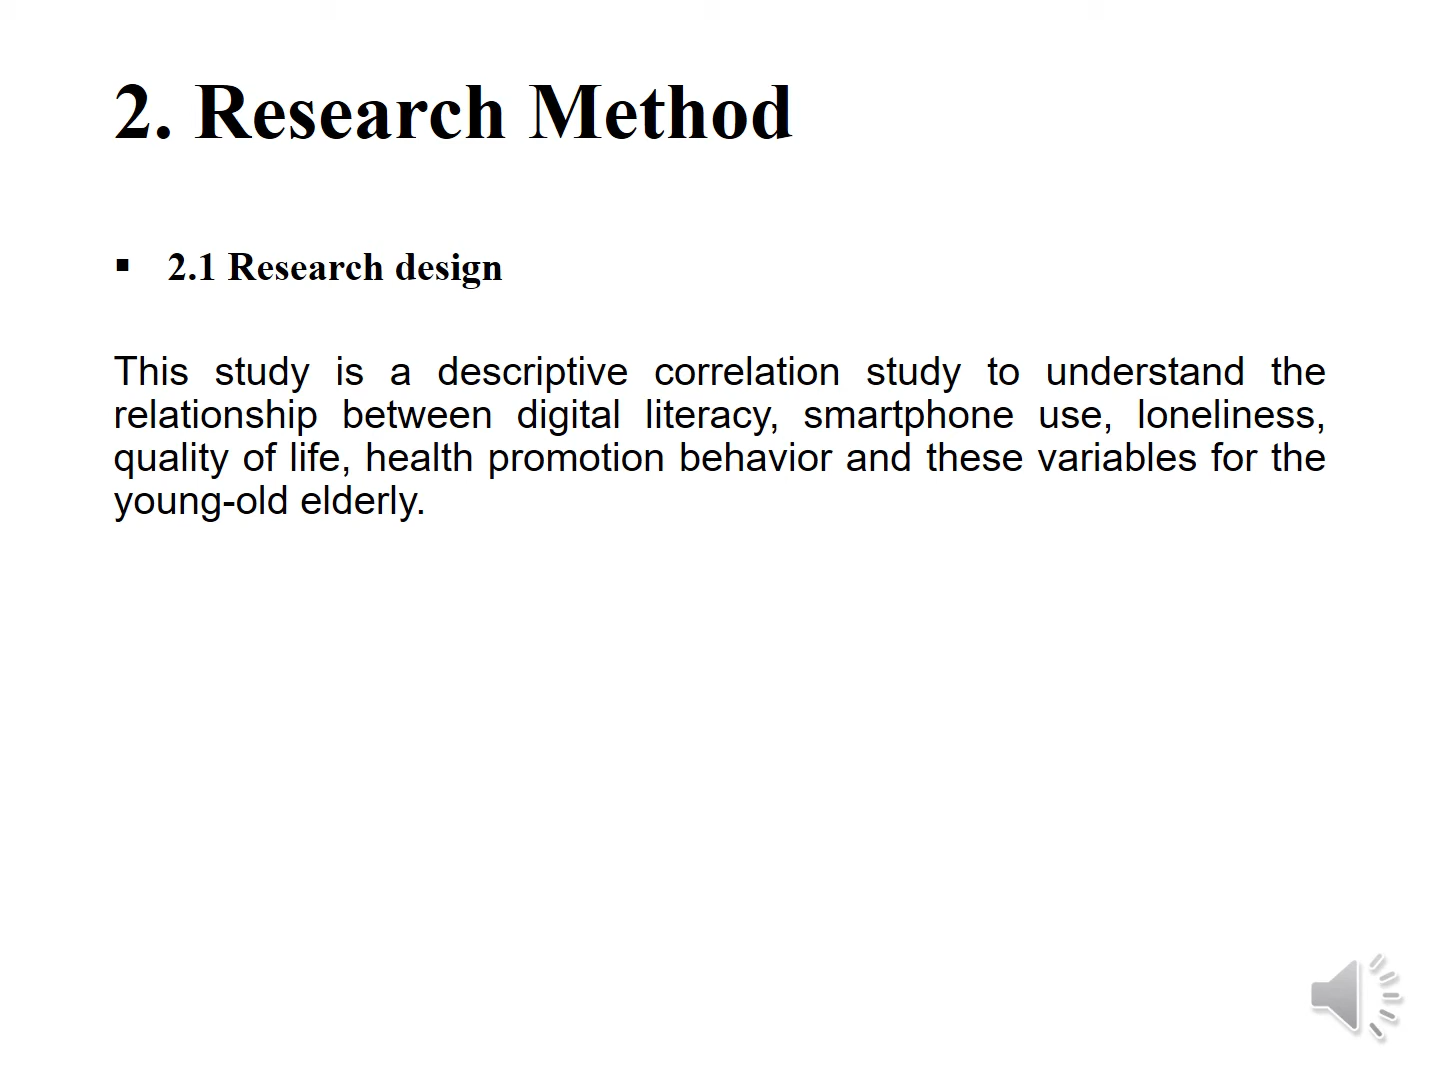 2. Research Method
▪ 2.1 Research design
This study is a descriptive correlation study to understand the
relationship between digital literacy, smartphone use, loneliness,
quality of life, health promotion behavior and these variables for the
young-old elderly.